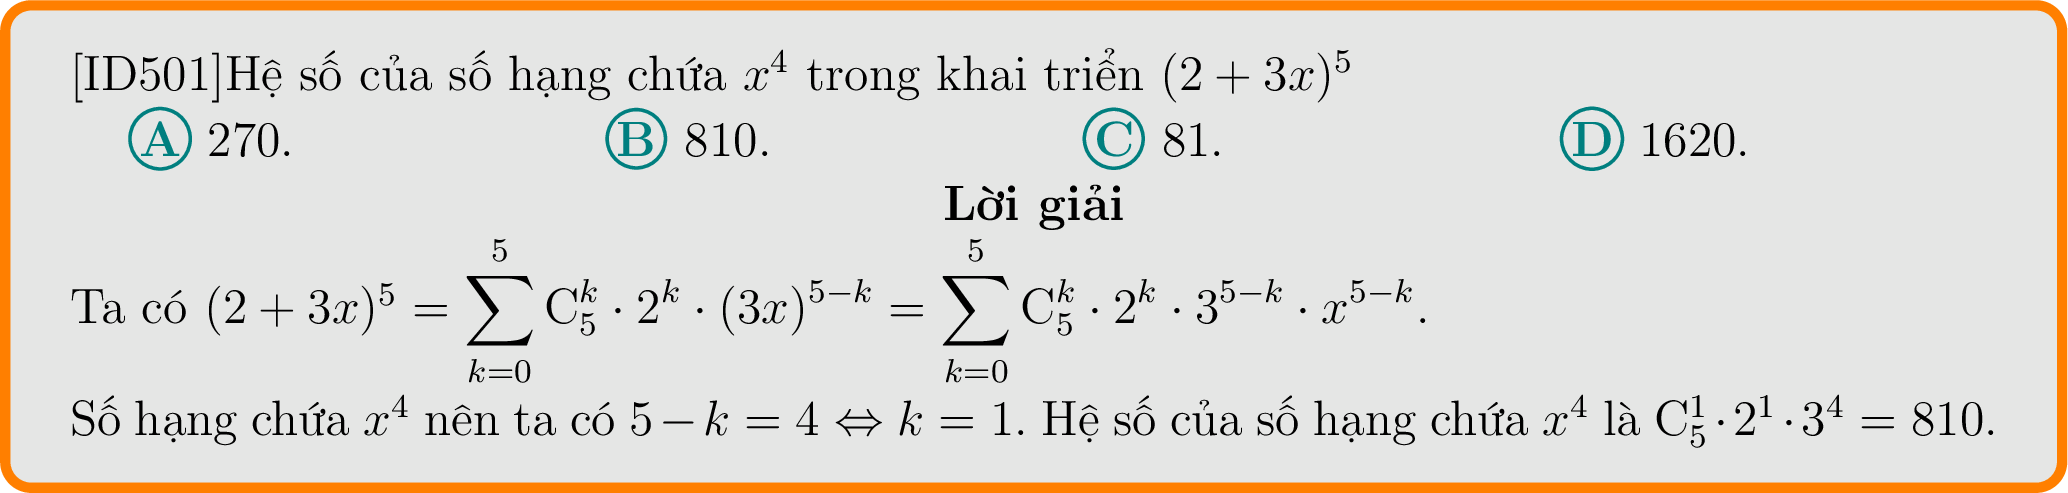 [ID501]Hệ số của số hạng chứa $x^4$ trong khai triển $(2 + 3x)^5$
A 270. B 810. C 81. D 1620.
Lời giải
Ta có $(2 + 3x)^5 = \sum_{k=0}^{5} \mathrm{C}_5^k \cdot 2^k \cdot (3x)^{5-k} = \sum_{k=0}^{5} \mathrm{C}_5^k \cdot 2^k \cdot 3^{5-k} \cdot x^{5-k}.$
Số hạng chứa $x^4$ nên ta có $5 - k = 4 \Leftrightarrow k = 1$. Hệ số của số hạng chứa $x^4$ là $\mathrm{C}_5^1 \cdot 2^1 \cdot 3^4 = 810.$